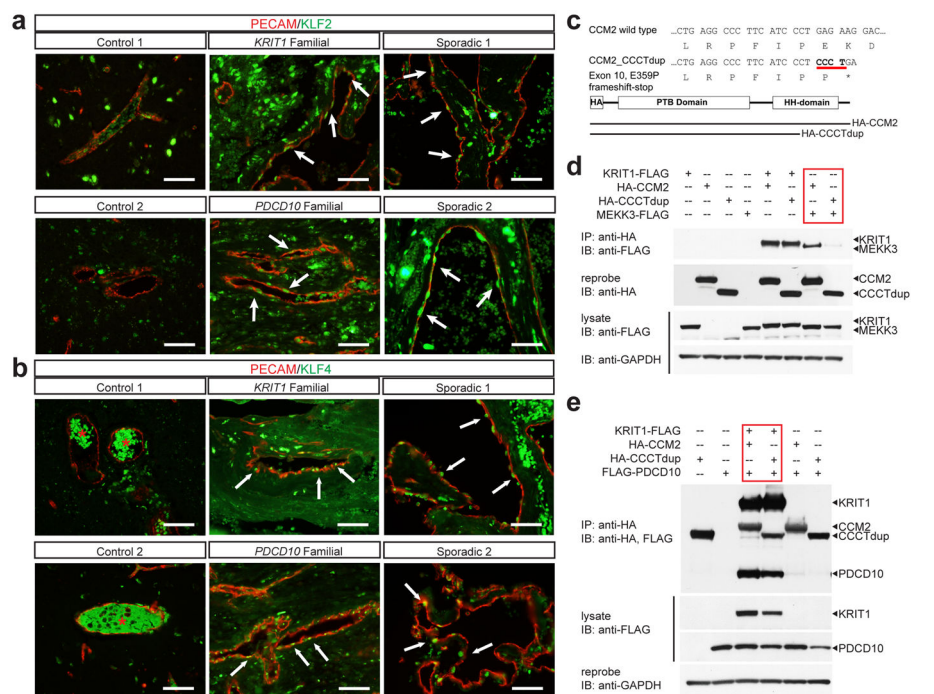 a
PECAM/KLF2
Control 1
KRIT1 Familial
Sporadic 1
Control 2
PDCD10 Familial
Sporadic 2
b
PECAM/KLF4
Control 1
KRIT1 Familial
Sporadic 1
Control 2
PDCD10 Familial
Sporadic 2
c
CCM2 wild type ...CTG AGG CCC TTC ATC CCT GAG AAG GAC...
L R P F I P E K D
CCM2_CCCTdup ...CTG AGG CCC TTC ATC CCT CCC TGA
Exon 10, E359P L R P F I P P *
frameshift-stop
HA PTB Domain HH-domain
HA-CCM2
HA-CCCTdup
d
KRIT1-FLAG + -- -- -- + + -- --
HA-CCM2 -- + -- -- + -- + --
HA-CCCTdup -- -- + -- -- + -- +
MEKK3-FLAG -- -- -- + -- -- + +
IP: anti-HA
IB: anti-FLAG
KRIT1
MEKK3
reprobe
IB: anti-HA
CCM2
CCCTdup
lysate
IB: anti-FLAG
KRIT1
MEKK3
IB: anti-GAPDH
e
KRIT1-FLAG -- -- + + -- --
HA-CCM2 -- -- + -- + --
HA-CCCTdup + -- -- + -- +
FLAG-PDCD10 -- + + + + +
IP: anti-HA
IB: anti-HA, FLAG
KRIT1
CCM2
CCCTdup
PDCD10
lysate
IB: anti-FLAG
KRIT1
PDCD10
reprobe
IB: anti-GAPDH